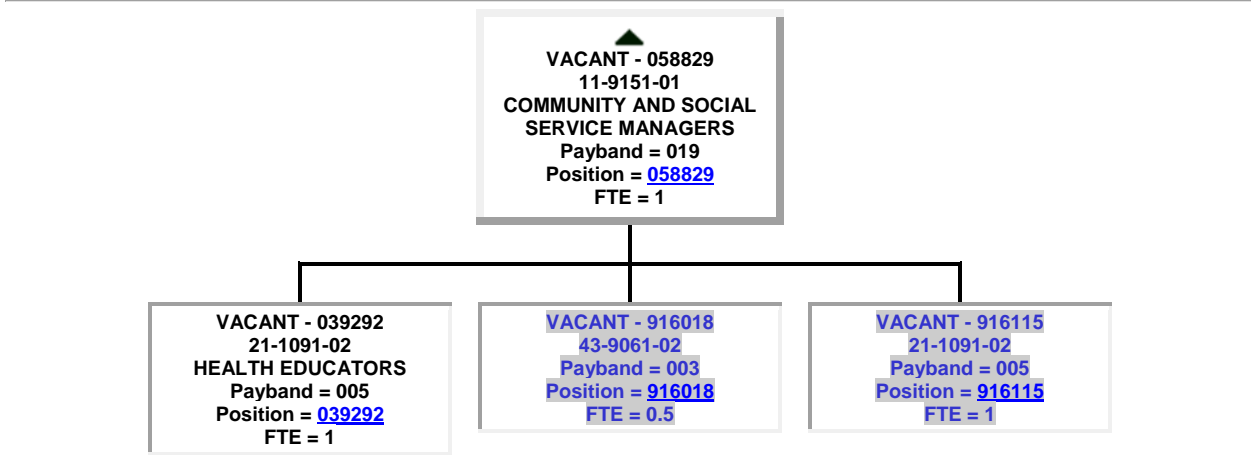 VACANT - 058829
11-9151-01
COMMUNITY AND SOCIAL
SERVICE MANAGERS
Payband = 019
Position = 058829
FTE = 1
VACANT - 039292
21-1091-02
HEALTH EDUCATORS
Payband = 005
Position = 039292
FTE = 1
VACANT - 916018
43-9061-02
Payband = 003
Position = 916018
FTE = 0.5
VACANT - 916115
21-1091-02
Payband = 005
Position = 916115
FTE = 1